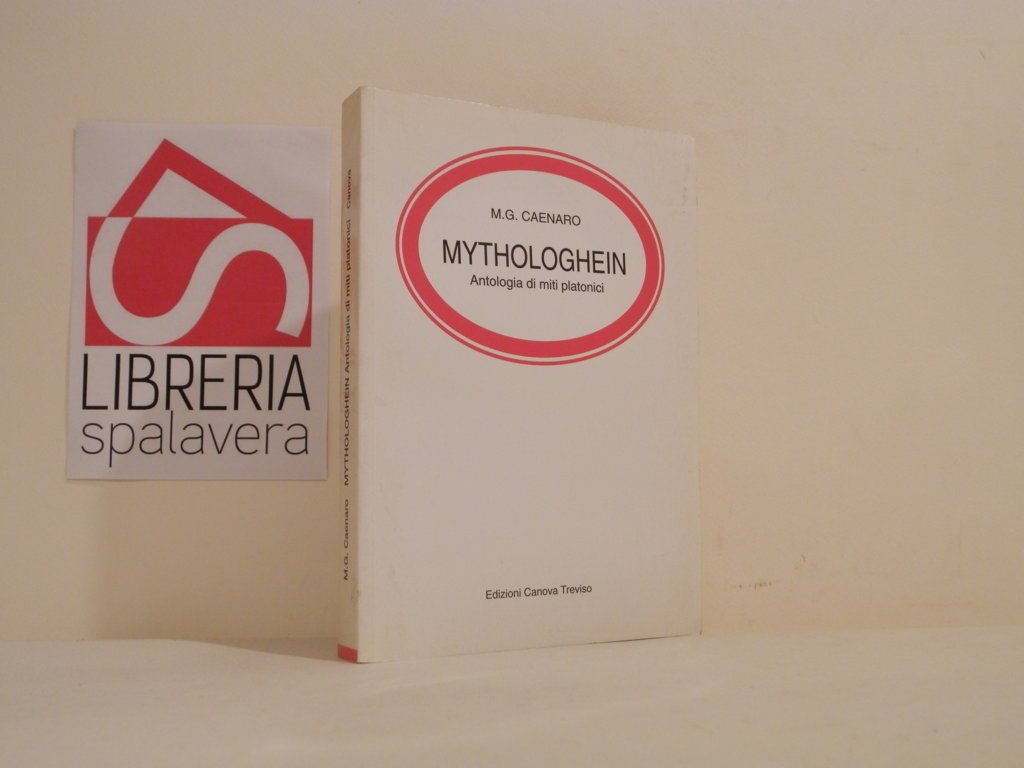 LIBRERIA
spalavera
M.G. Caenaro MYTHOLOGHEIN Antologia di miti platonici Canova
M.G. CAENARO
MYTHOLOGHEIN
Antologia di miti platonici
Edizioni Canova Treviso